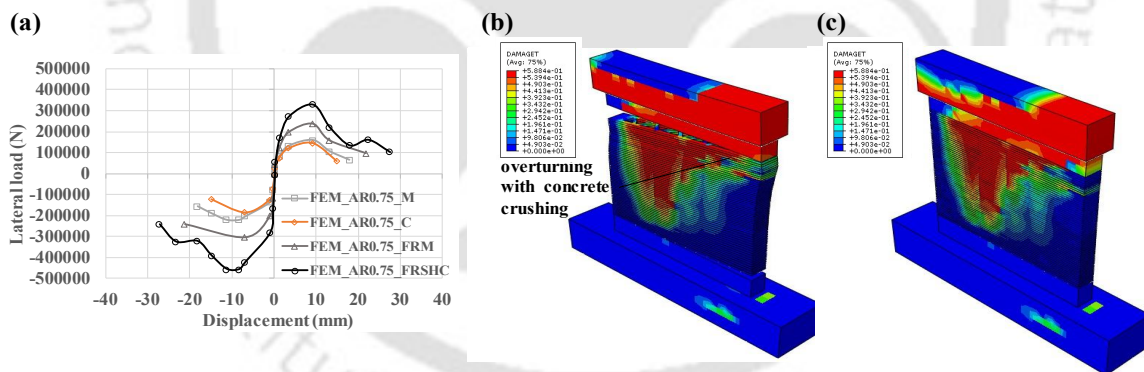 (a)
500000
400000
300000
200000
100000
0
-100000
-200000
-300000
-400000
-500000
Lateral load (N)
-40 -30 -20 -10 0 10 20 30 40
Displacement (mm)
FEM_AR0.75_M
FEM_AR0.75_C
FEM_AR0.75_FRM
FEM_AR0.75_FRSHC
(b)
DAMAGET
(Avg: 75%)
+5.884e-01
+5.394e-01
+4.903e-01
+4.413e-01
+3.923e-01
+3.432e-01
+2.942e-01
+2.452e-01
+1.961e-01
+1.471e-01
+9.806e-02
+4.903e-02
+0.000e+00
overturning
with concrete
crushing
(c)
DAMAGET
(Avg: 75%)
+5.884e-01
+5.394e-01
+4.903e-01
+4.413e-01
+3.923e-01
+3.432e-01
+2.942e-01
+2.452e-01
+1.961e-01
+1.471e-01
+9.806e-02
+4.903e-02
+0.000e+00